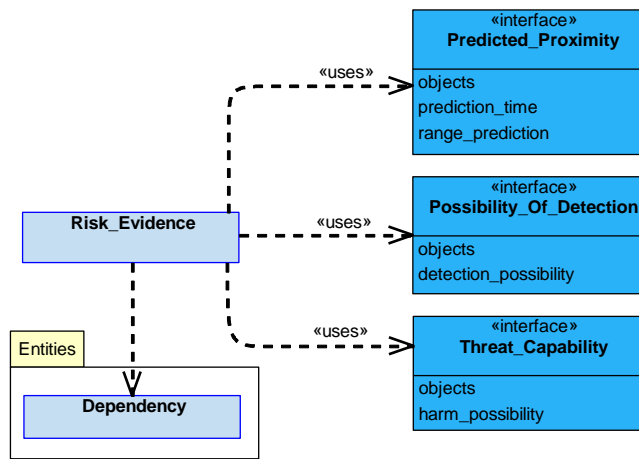 «interface»
Predicted_Proximity
«uses»
objects
prediction_time
range_prediction
«interface»
Possibility_Of_Detection
Risk_Evidence
«uses»
objects
detection_possibility
«interface»
«uses»
Threat_Capability
Entities
objects
Dependency
harm_possibility